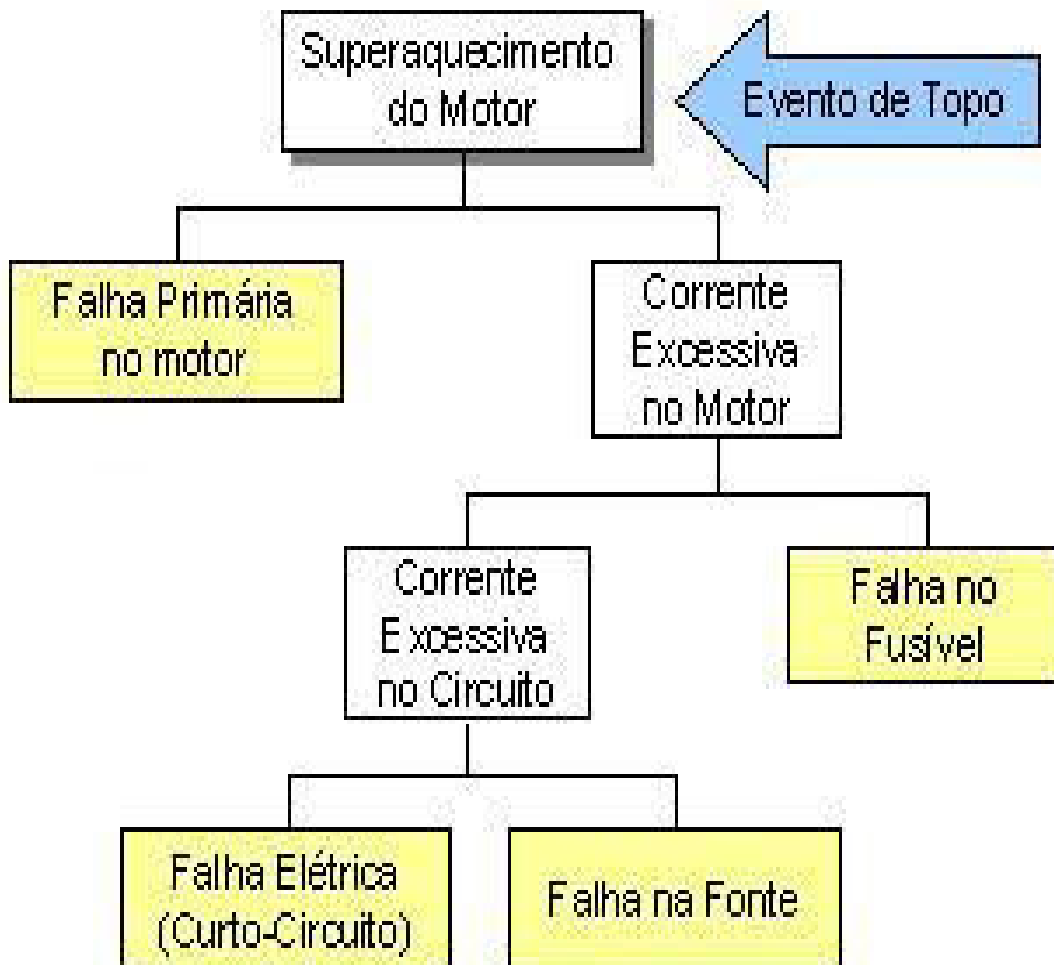 Superaquecimento
do Motor
Evento de Topo
Falha Primária
no motor
Corrente
Excessiva
no Motor
Corrente
Excessiva
no Circuito
Falha no
Fusível
Falha Elétrica
(Curto-Circuito)
Falha na Fonte